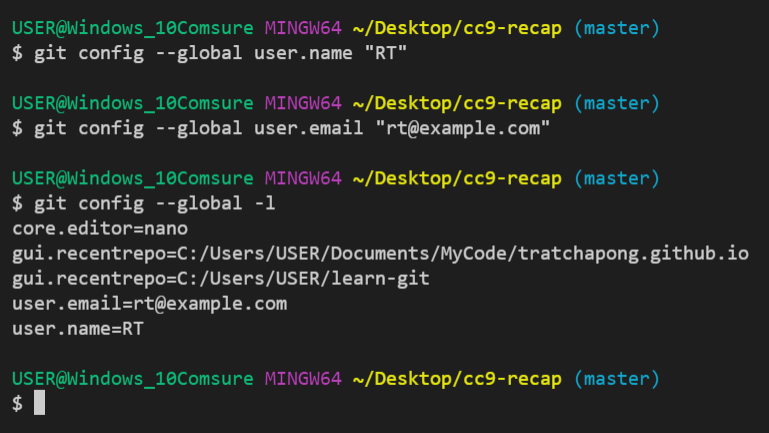 USER@Windows_10Comsure MINGW64 ~/Desktop/cc9-recap (master)
$ git config --global user.name "RT"
USER@Windows_10Comsure MINGW64 ~/Desktop/cc9-recap (master)
$ git config --global user.email "rt@example.com"
USER@Windows_10Comsure MINGW64 ~/Desktop/cc9-recap (master)
$ git config --global -l
core.editor=nano
gui.recentrepo=C:/Users/USER/Documents/MyCode/tratchapong.github.io
gui.recentrepo=C:/Users/USER/learn-git
user.email=rt@example.com
user.name=RT
USER@Windows_10Comsure MINGW64 ~/Desktop/cc9-recap (master)
$